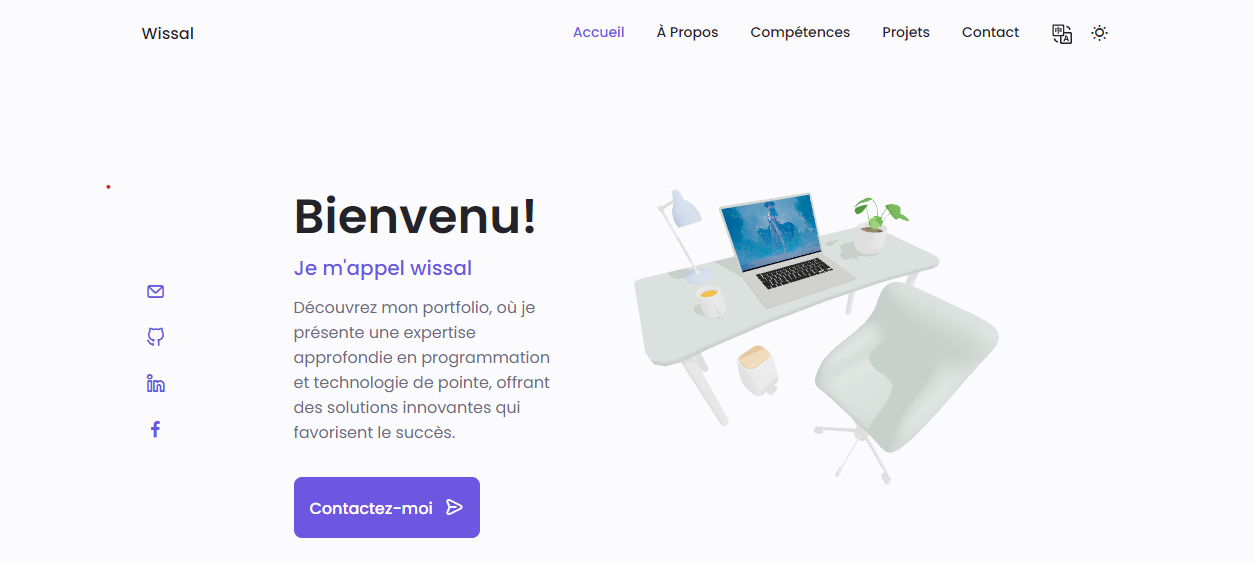 Wissal
Accueil À Propos Compétences Projets Contact
Bienvenu!
Je m'appel wissal
Découvrez mon portfolio, où je
présente une expertise
approfondie en programmation
et technologie de pointe, offrant
des solutions innovantes qui
favorisent le succès.
Contactez-moi